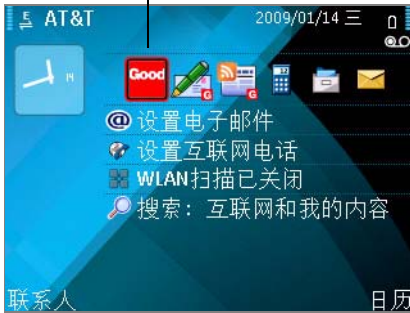 E AT&T 2009/01/14 三
14
Good G G
@ 设置电子邮件
设置互联网电话
WLAN扫描已关闭
搜索：互联网和我的内容
联系人 日历